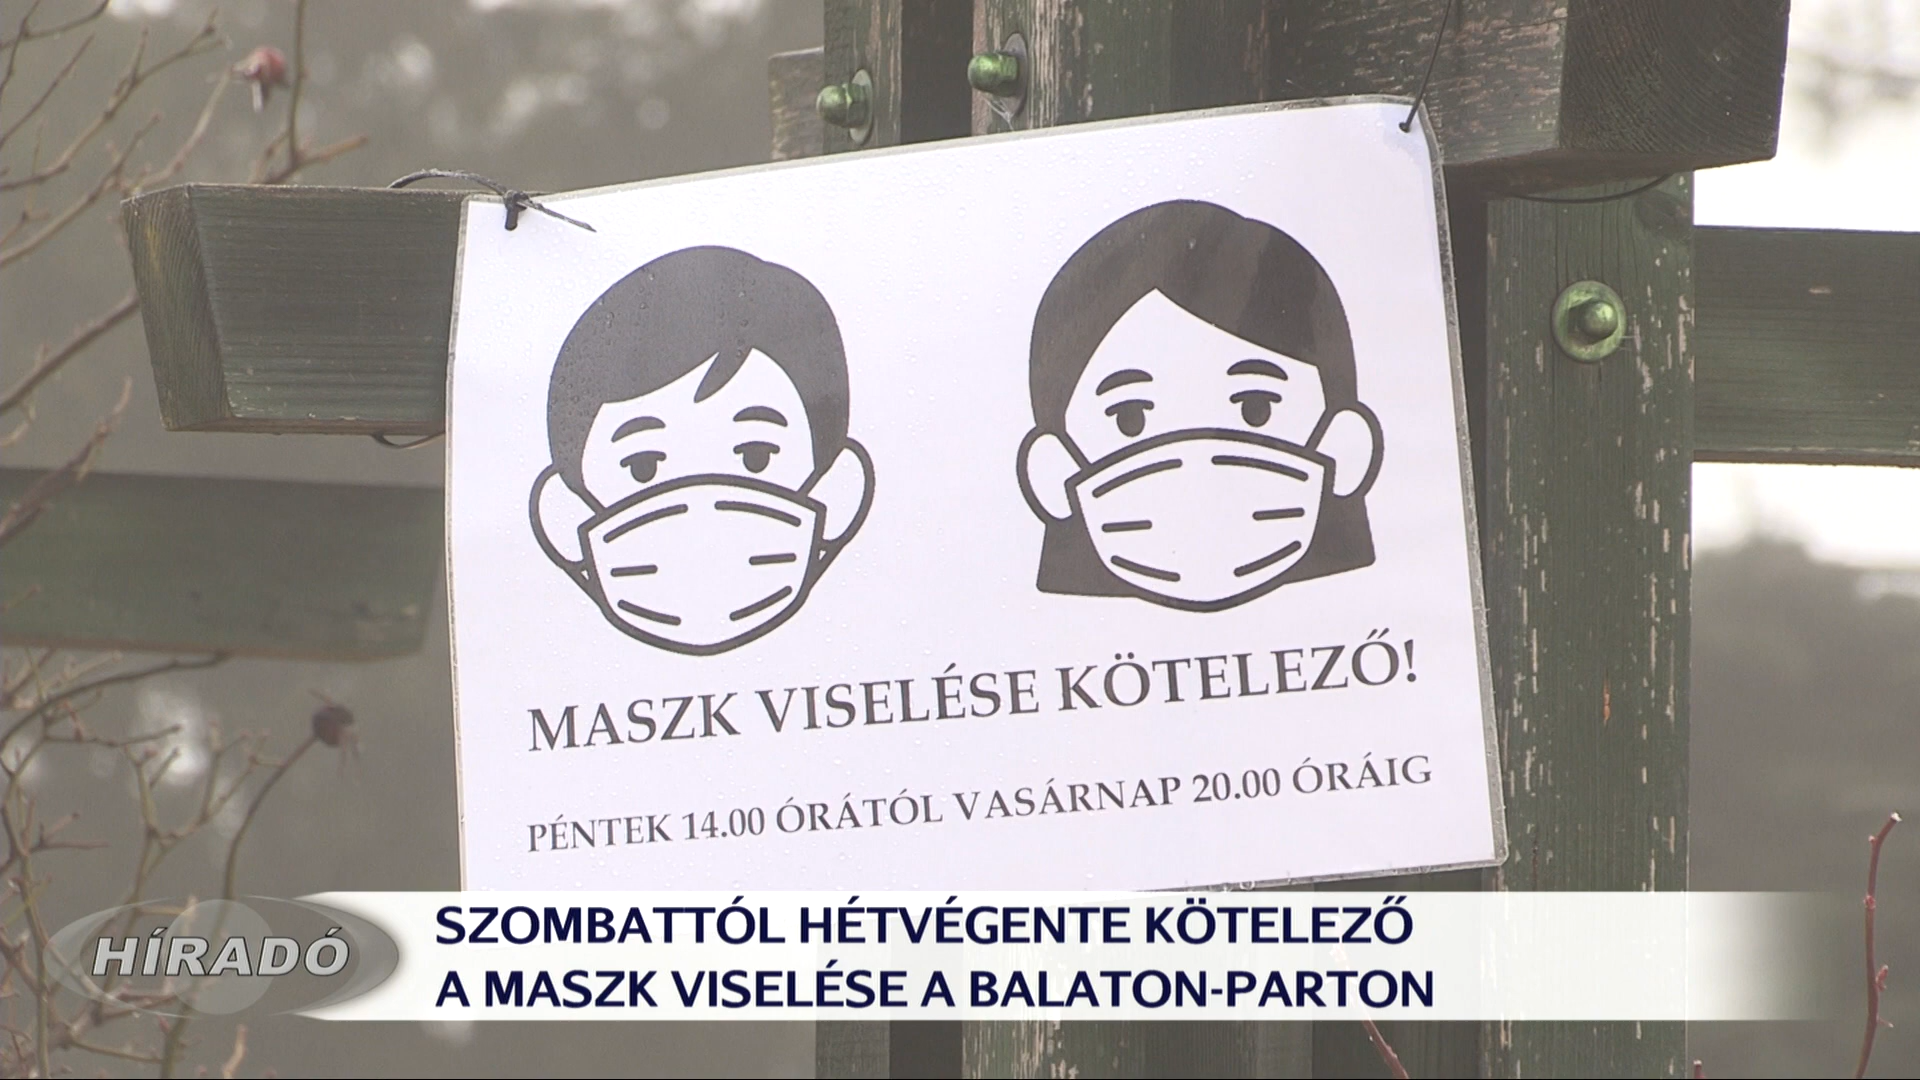 MASZK VISELÉSE KÖTELEZŐ!
PÉNTEK 14.00 ÓRÁTÓL VASÁRNAP 20.00 ÓRÁIG
HÍRADÓ
SZOMBATTÓL HÉTVÉGENTE KÖTELEZŐ
A MASZK VISELÉSE A BALATON-PARTON